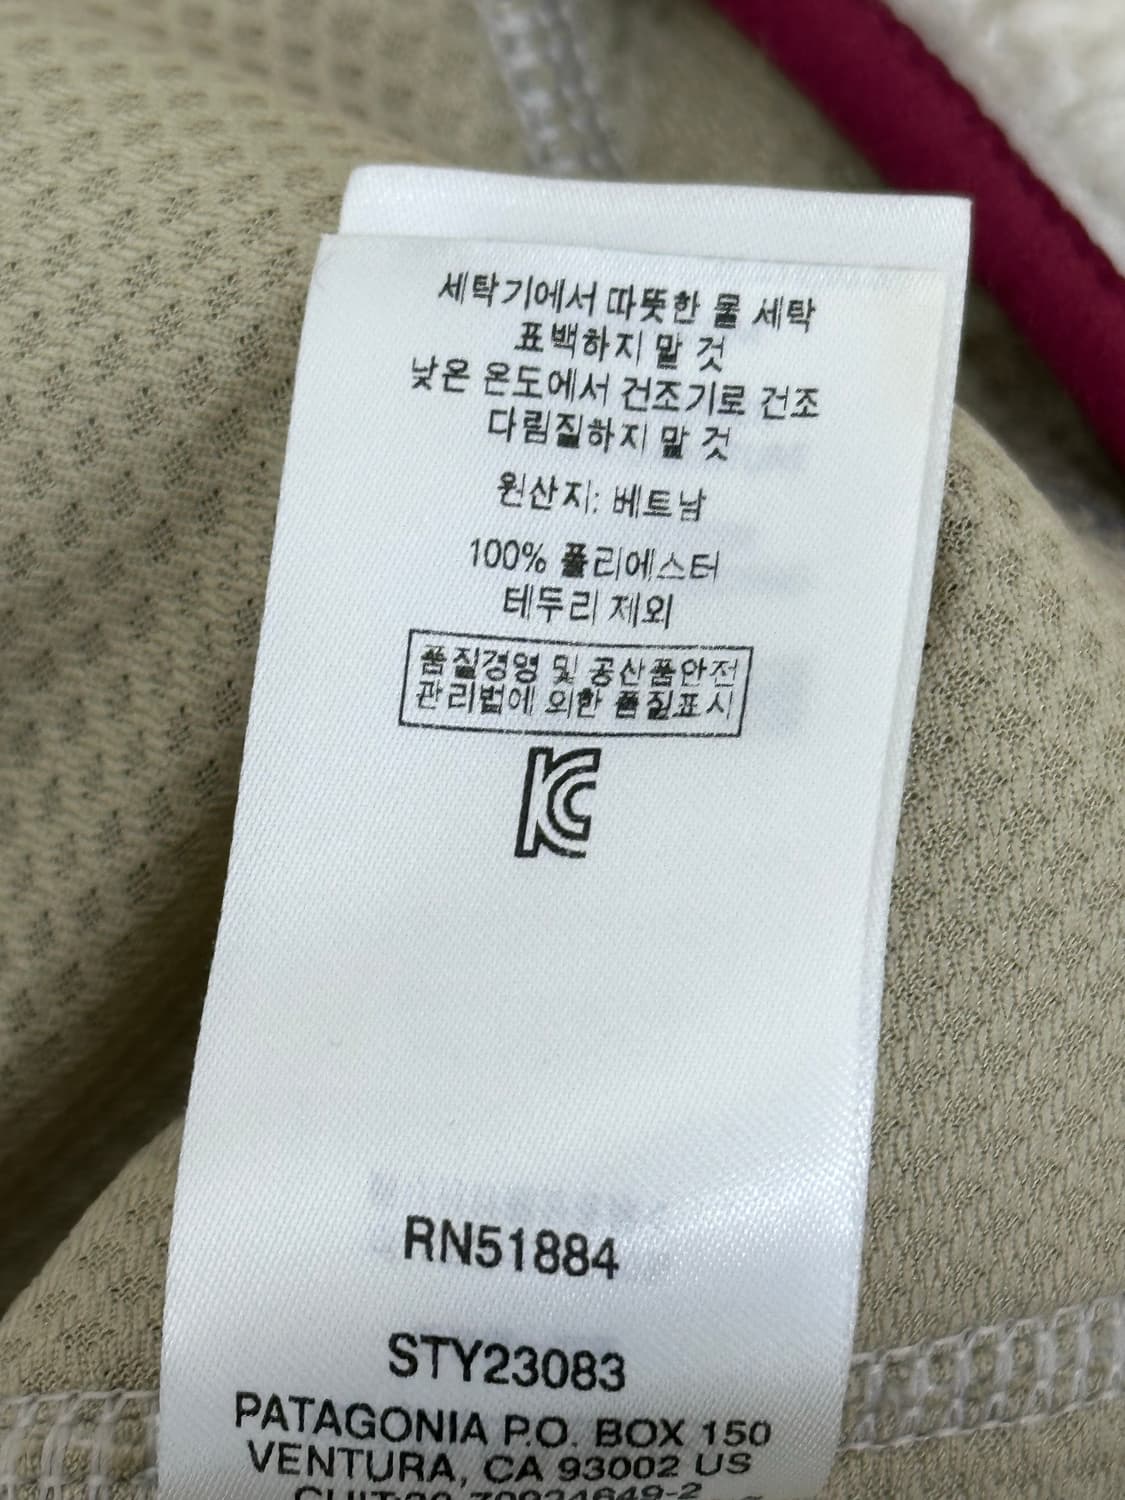 세탁기에서 따뜻한 물 세탁
표백하지 말 것
낮은 온도에서 건조기로 건조
다림질하지 말 것
원산지: 베트남
100% 폴리에스터
테두리 제외
품질경영 및 공산품안전
관리법에 의한 품질표시
KC
RN51884
STY23083
PATAGONIA P.O. BOX 150
VENTURA, CA 93002 US